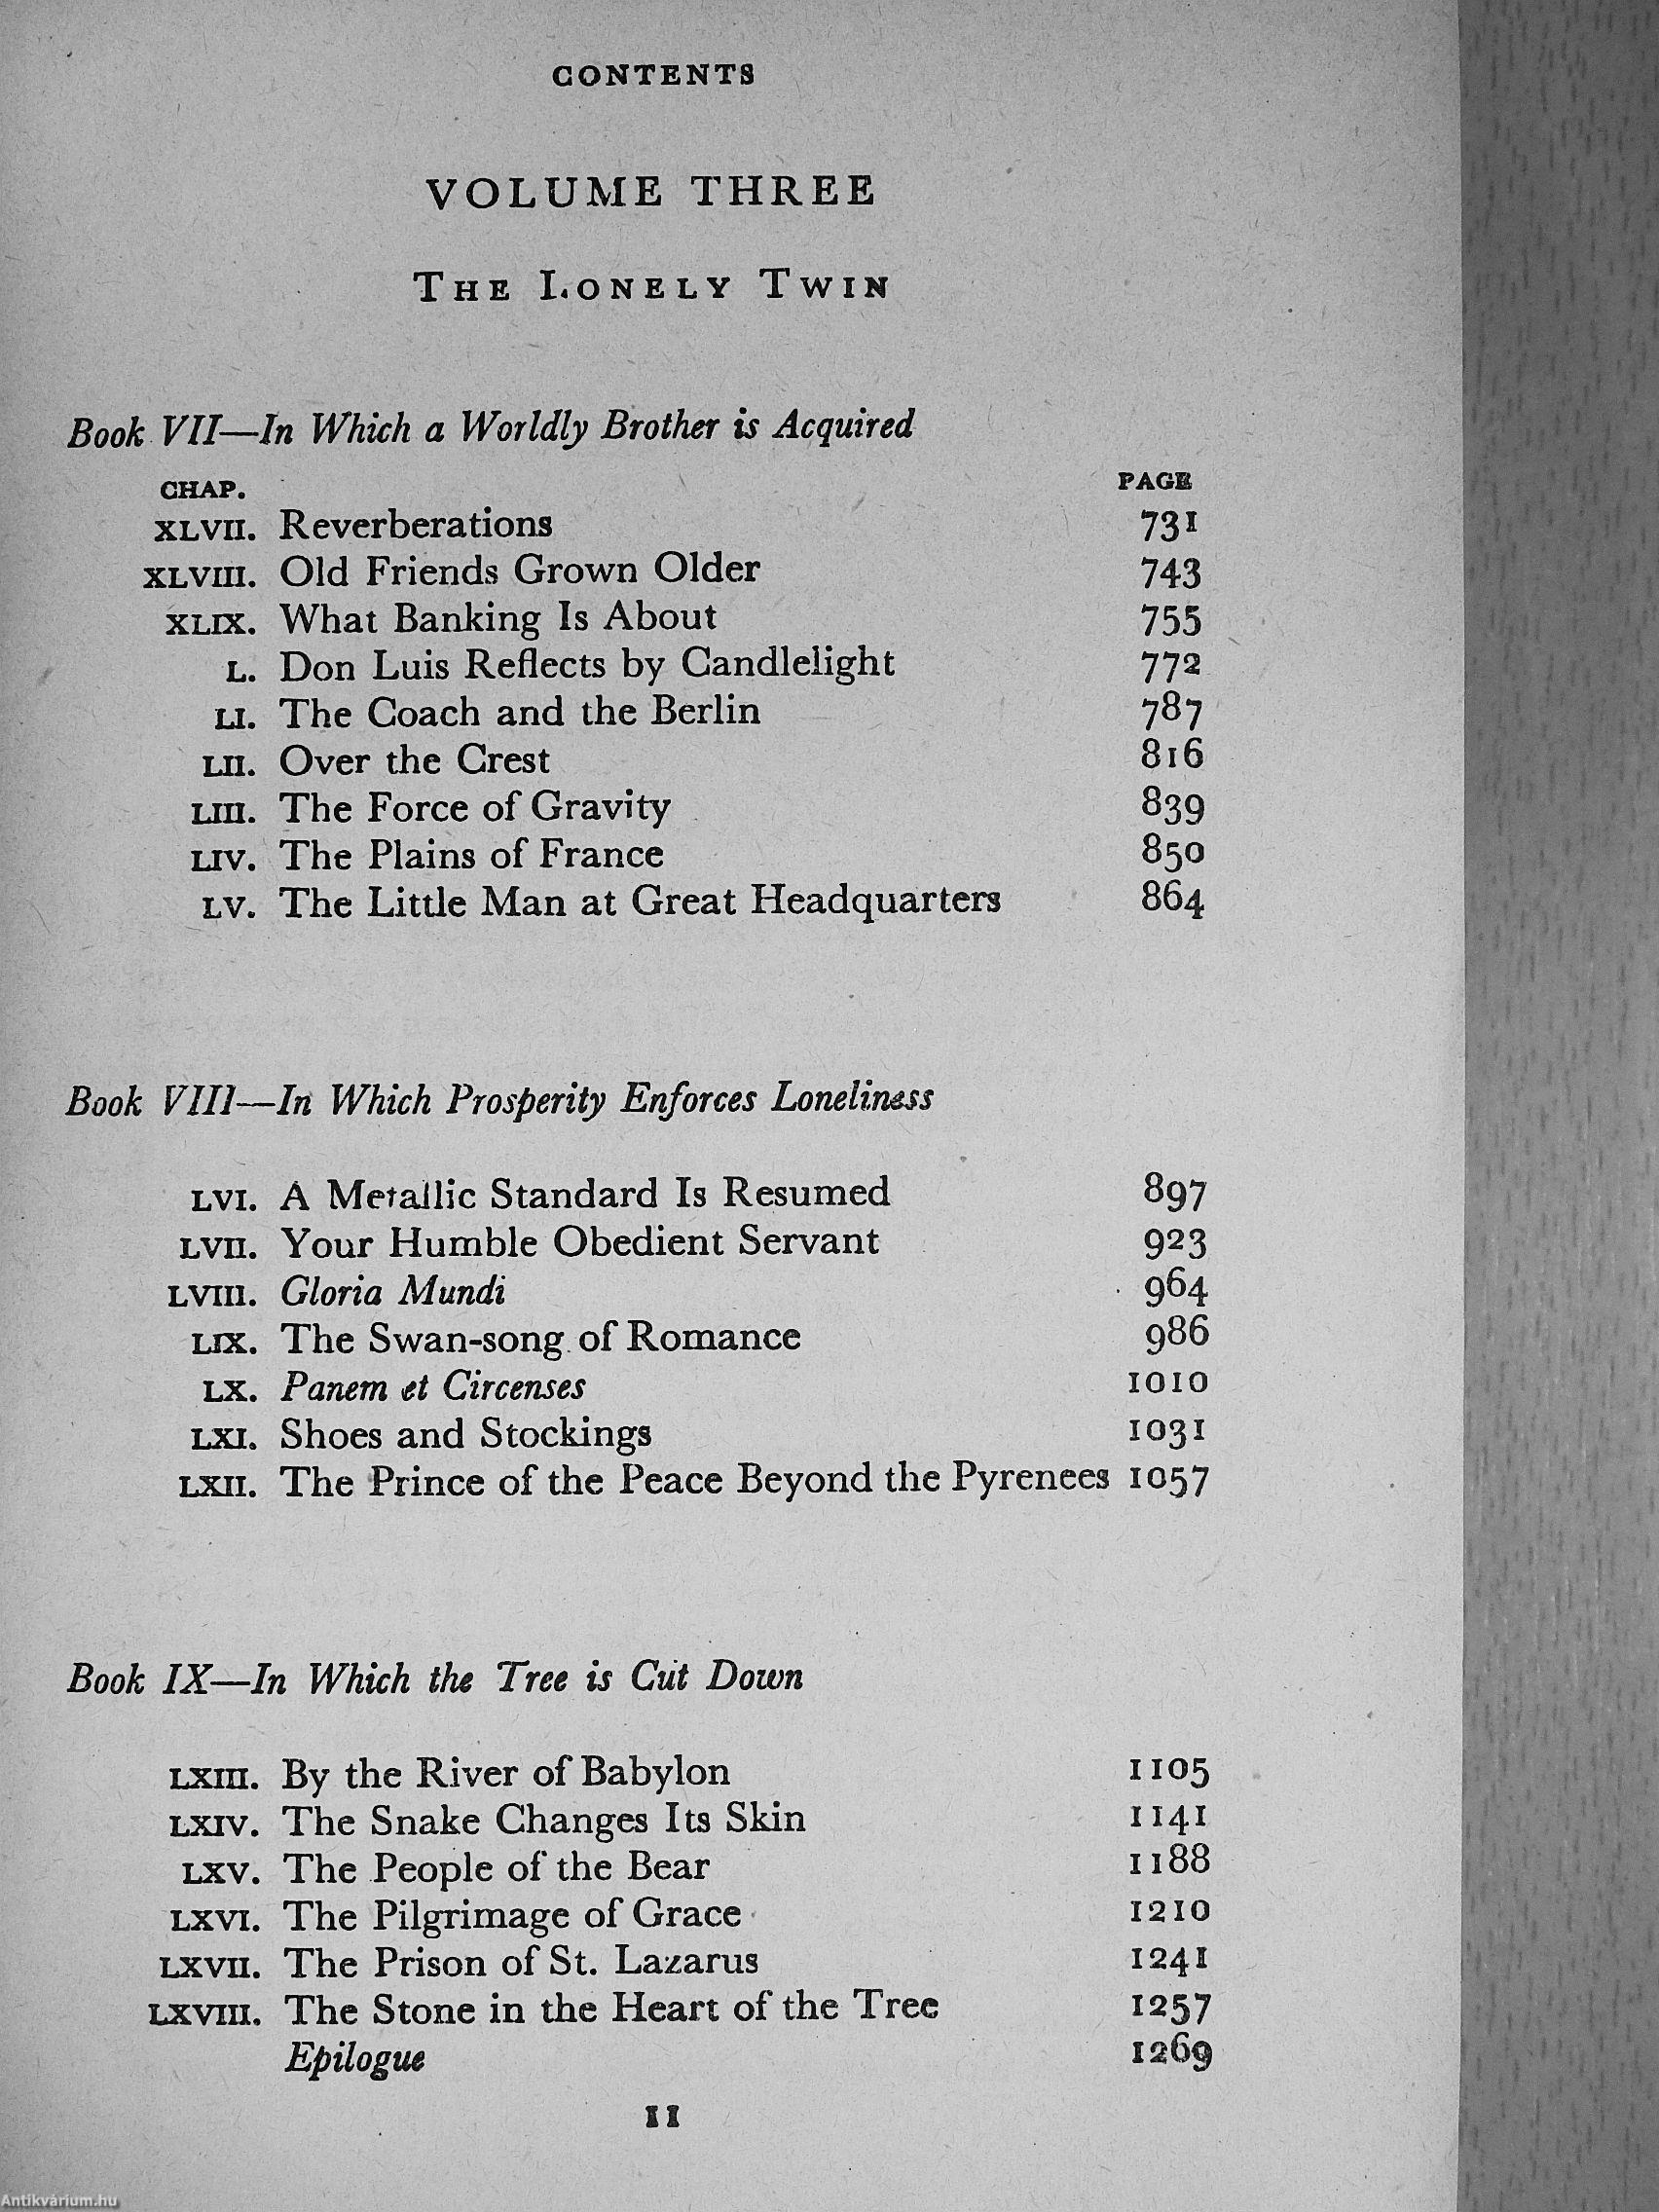 CONTENTS
VOLUME THREE
THE LONELY TWIN
Book VII—In Which a Worldly Brother is Acquired
CHAP. PAGE
XLVII. Reverberations 731
XLVIII. Old Friends Grown Older 743
XLIX. What Banking Is About 755
L. Don Luis Reflects by Candlelight 772
LI. The Coach and the Berlin 787
LII. Over the Crest 816
LIII. The Force of Gravity 839
LIV. The Plains of France 850
LV. The Little Man at Great Headquarters 864
Book VIII—In Which Prosperity Enforces Loneliness
LVI. A Metallic Standard Is Resumed 897
LVII. Your Humble Obedient Servant 923
LVIII. Gloria Mundi 964
LIX. The Swan-song of Romance 986
LX. Panem et Circenses 1010
LXI. Shoes and Stockings 1031
LXII. The Prince of the Peace Beyond the Pyrenees 1057
Book IX—In Which the Tree is Cut Down
LXIII. By the River of Babylon 1105
LXIV. The Snake Changes Its Skin 1141
LXV. The People of the Bear 1188
LXVI. The Pilgrimage of Grace 1210
LXVII. The Prison of St. Lazarus 1241
LXVIII. The Stone in the Heart of the Tree 1257
Epilogue 1269
11
Antikvárium.hu